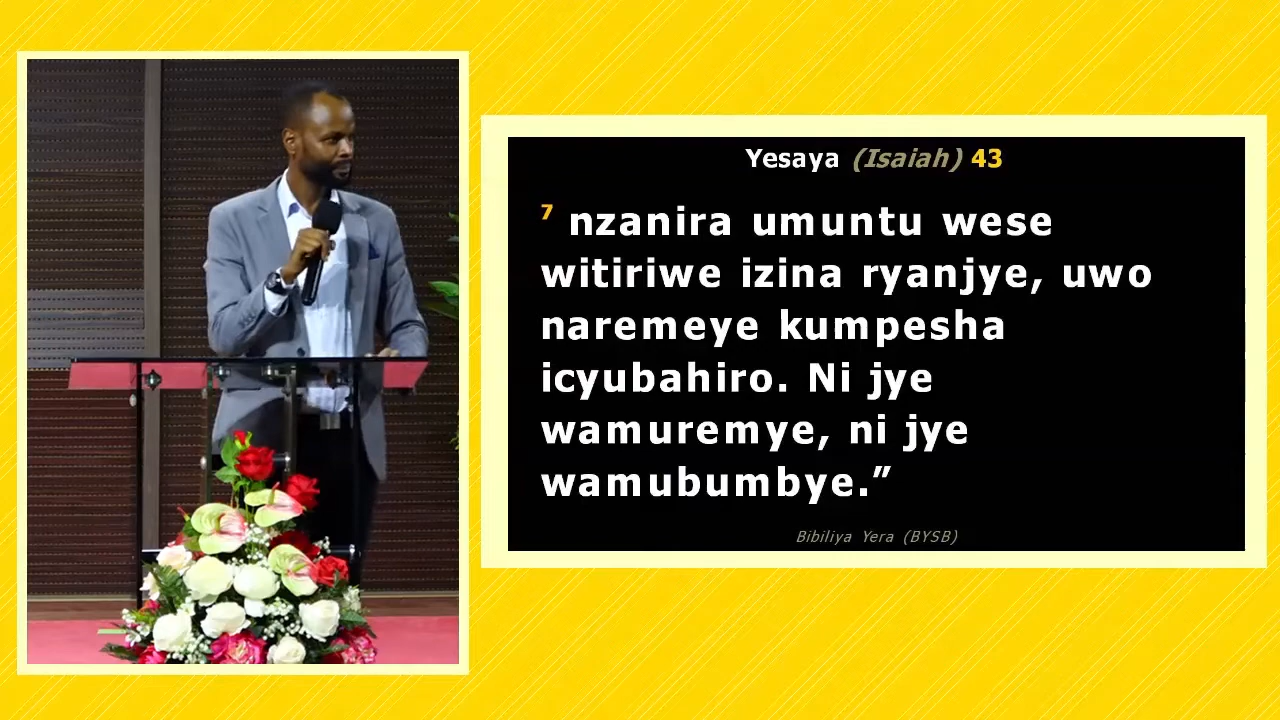 Yesaya (Isaiah) 43
7 nzanira umuntu wese
witiriwe izina ryanjye, uwo
naremeye kumpesha
icyubahiro. Ni jye
wamuremye, ni jye
wamubumbye.”
Bibiliya Yera (BYSB)